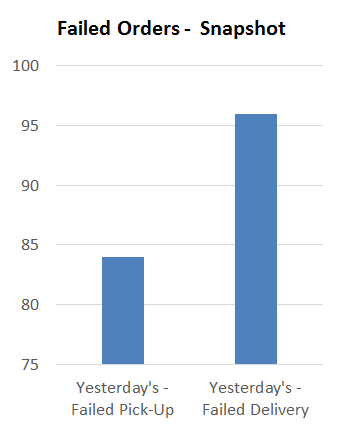 Failed Orders - Snapshot
100
95
90
85
80
75
Yesterday's -
Failed Pick-Up
Yesterday's -
Failed Delivery